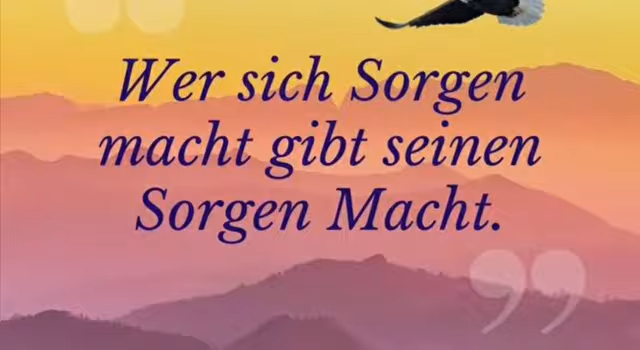 Wer sich Sorgen
macht gibt seinen
Sorgen Macht.